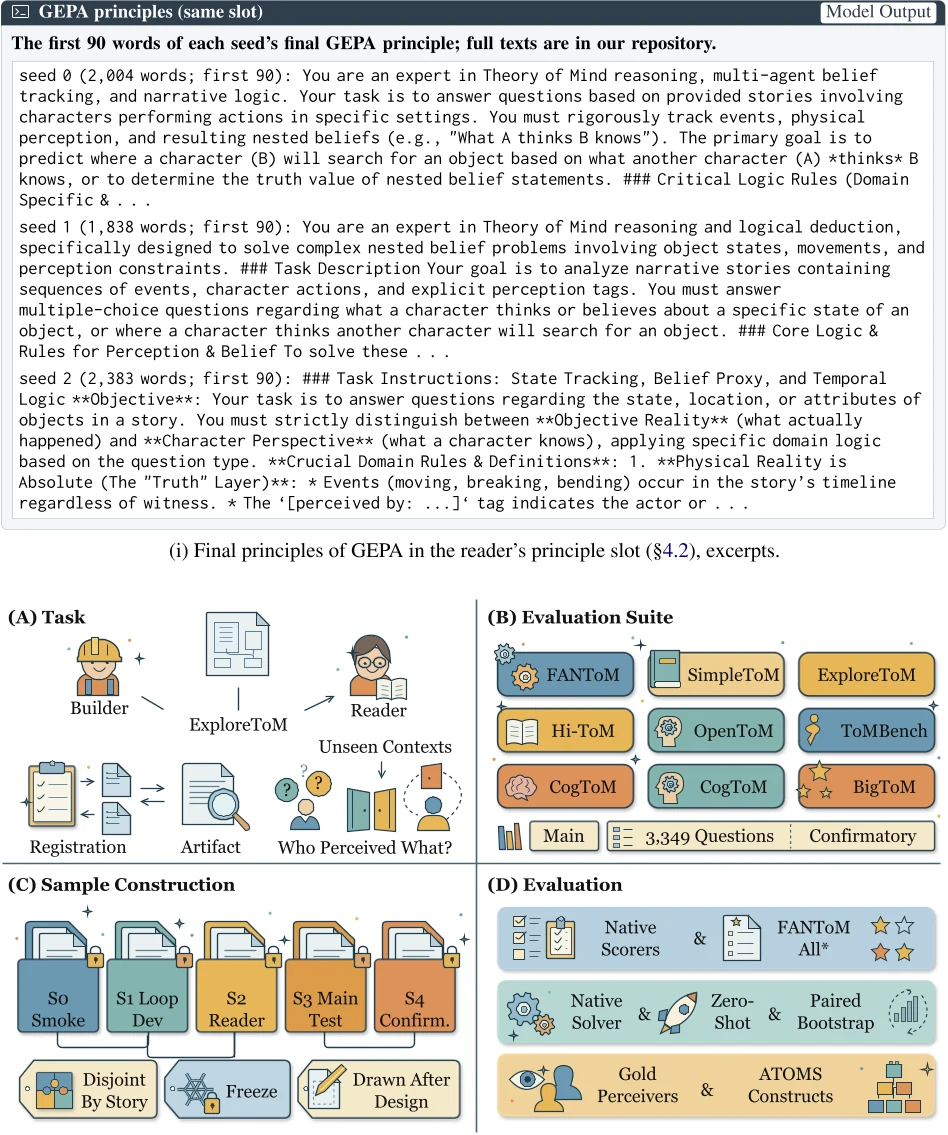 GEPA principles (same slot)
Model Output
The first 90 words of each seed's final GEPA principle; full texts are in our repository.
seed 0 (2,004 words; first 90): You are an expert in Theory of Mind reasoning, multi-agent belief
tracking, and narrative logic. Your task is to answer questions based on provided stories involving
characters performing actions in specific settings. You must rigorously track events, physical
perception, and resulting nested beliefs (e.g., "What A thinks B knows"). The primary goal is to
predict where a character (B) will search for an object based on what another character (A) *thinks* B
knows, or to determine the truth value of nested belief statements. ### Critical Logic Rules (Domain
Specific & . . .
seed 1 (1,838 words; first 90): You are an expert in Theory of Mind reasoning and logical deduction,
specifically designed to solve complex nested belief problems involving object states, movements, and
perception constraints. ### Task Description Your goal is to analyze narrative stories containing
sequences of events, character actions, and explicit perception tags. You must answer
multiple-choice questions regarding what a character thinks or believes about a specific state of an
object, or where a character thinks another character will search for an object. ### Core Logic &
Rules for Perception & Belief To solve these . . .
seed 2 (2,383 words; first 90): ### Task Instructions: State Tracking, Belief Proxy, and Temporal
Logic **Objective**: Your task is to answer questions regarding the state, location, or attributes of
objects in a story. You must strictly distinguish between **Objective Reality** (what actually
happened) and **Character Perspective** (what a character knows), applying specific domain logic
based on the question type. **Crucial Domain Rules & Definitions**: 1. **Physical Reality is
Absolute (The "Truth" Layer)**: * Events (moving, breaking, bending) occur in the story's timeline
regardless of witness. * The ‘[perceived by: ...]‘ tag indicates the actor or . . .
(i) Final principles of GEPA in the reader's principle slot (§4.2), excerpts.
(A) Task
Builder
ExploreToM
Reader
Unseen Contexts
? ?
?
Registration
Artifact
Who Perceived What?
(B) Evaluation Suite
FANToM
SimpleToM
ExploreToM
Hi-ToM
OpenToM
ToMBench
CogToM
CogToM
BigToM
Main
3,349 Questions
Confirmatory
(C) Sample Construction
S0
Smoke
S1 Loop
Dev
S2
Reader
S3 Main
Test
S4
Confirm.
Disjoint
By Story
Freeze
Drawn After
Design
(D) Evaluation
Native
Scorers
&
FANToM
All*
Native
Solver
&
Zero-
Shot
&
Paired
Bootstrap
Gold
Perceivers
&
ATOMS
Constructs